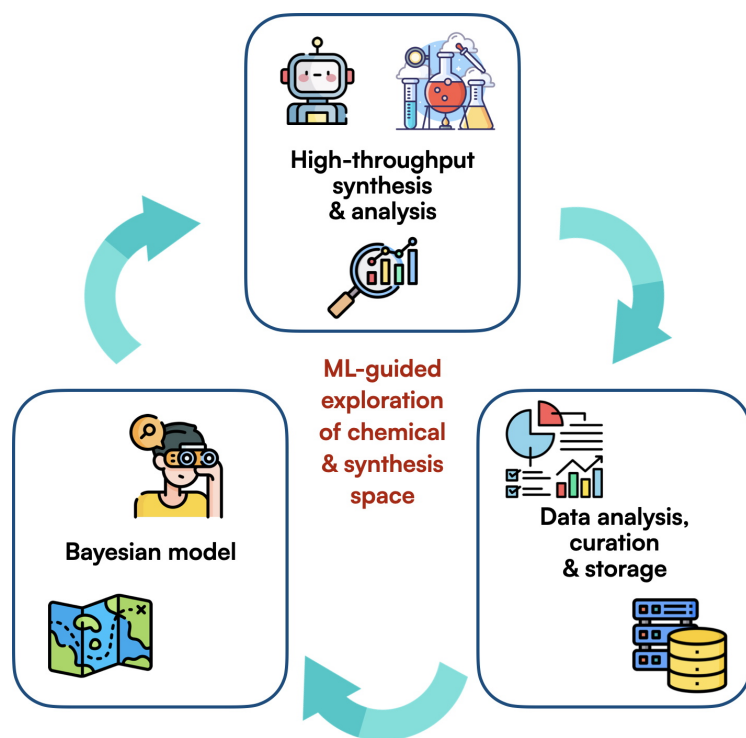 High-throughput
synthesis
& analysis
ML-guided
exploration
of chemical
& synthesis
space
Data analysis,
curation
& storage
Bayesian model